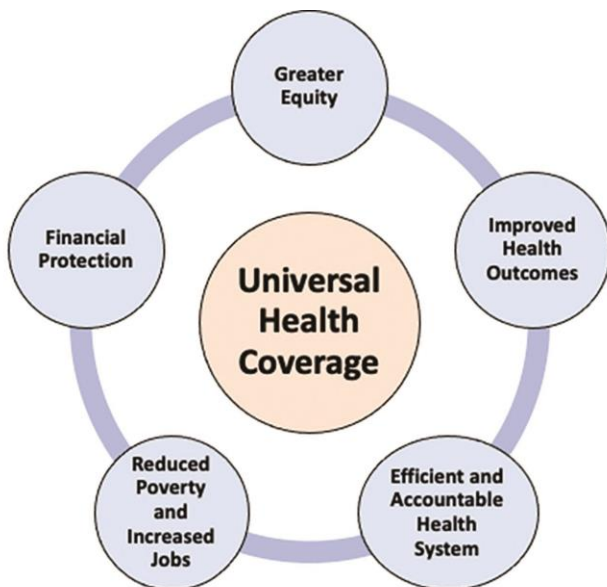 Greater
Equity
Improved
Health
Outcomes
Efficient and
Accountable
Health
System
Reduced
Poverty
and
Increased
Jobs
Financial
Protection
Universal
Health
Coverage